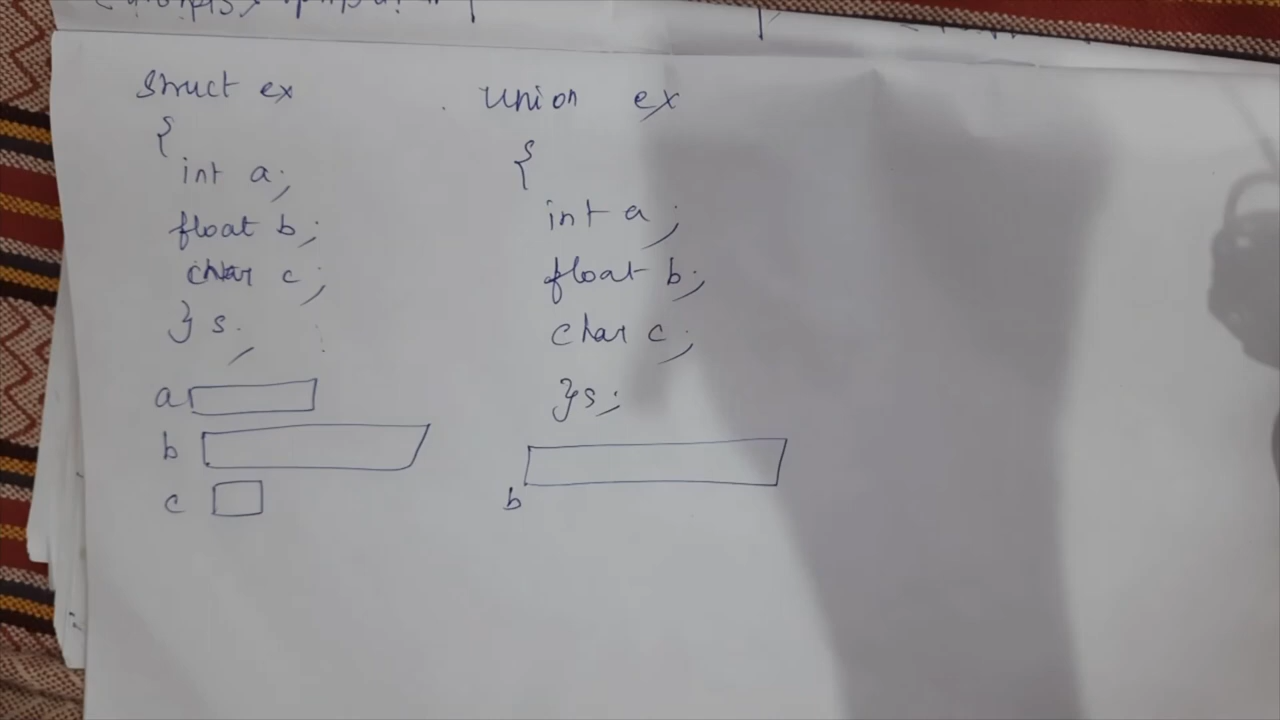 struct ex
{
int a;
float b;
char c;
} s;
a
b
c
union ex
{
int a;
float b;
char c;
}s;
b